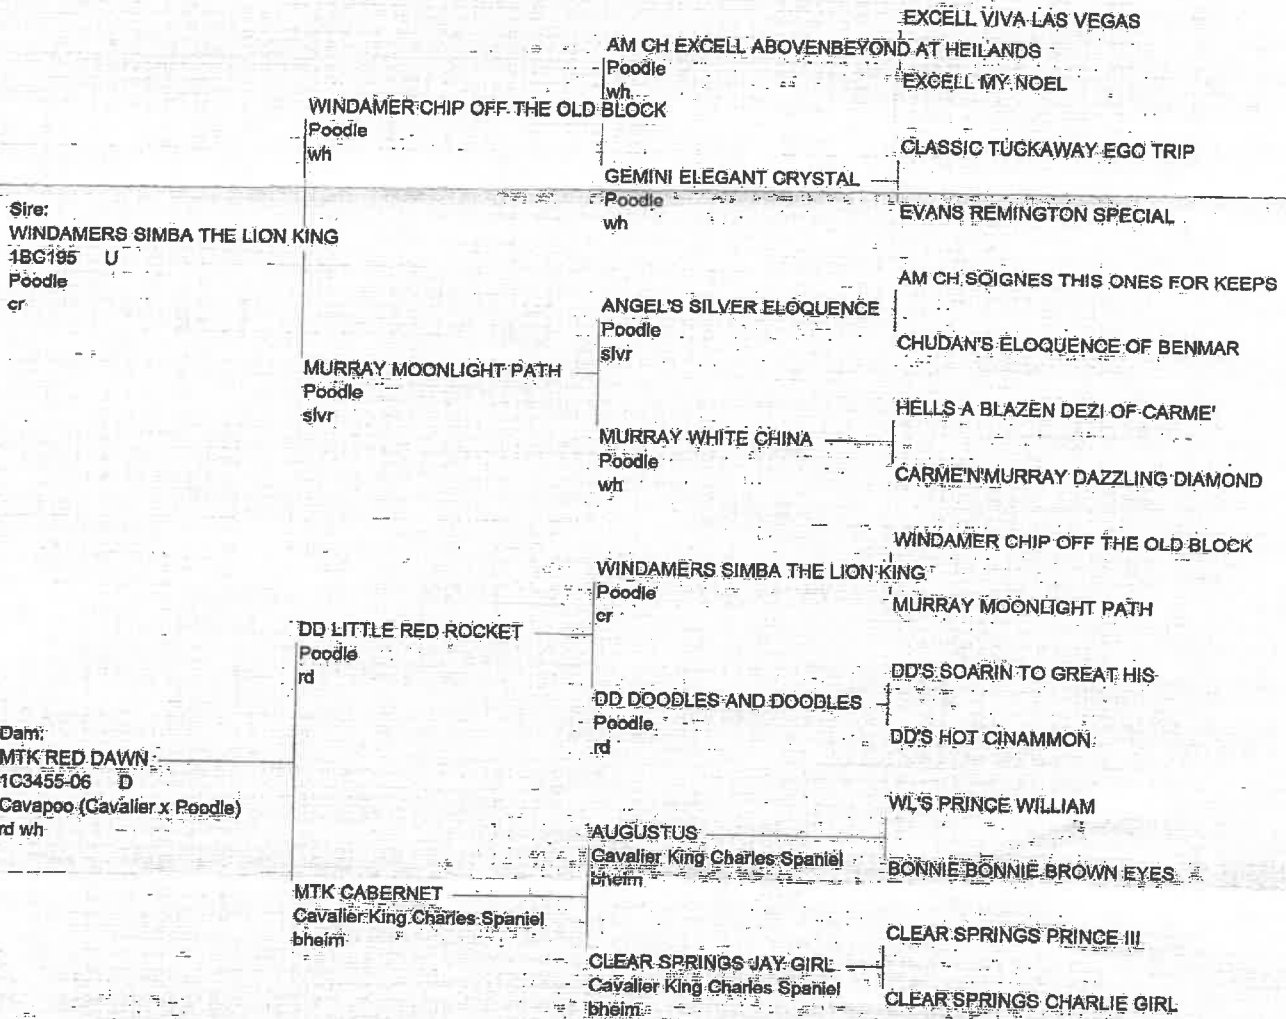 EXCELL VIVA LAS VEGAS
AM CH EXCELL ABOVENBEYOND AT HEILANDS
Poodle
wh
EXCELL MY NOEL
WINDAMER CHIP OFF THE OLD BLOCK
Poodle
wh
CLASSIC TUCKAWAY EGO TRIP
GEMINI ELEGANT CRYSTAL
Poodle
wh
EVANS REMINGTON SPECIAL
Sire:
WINDAMERS SIMBA THE LION KING
1BC195 U
Poodle
cr
AM CH SOIGNES THIS ONES FOR KEEPS
ANGEL'S SILVER ELOQUENCE
Poodle
slvr
CHUDAN'S ELOQUENCE OF BENMAR
MURRAY MOONLIGHT PATH
Poodle
slvr
HELLS A BLAZEN DEZI OF CARME'
MURRAY WHITE CHINA
Poodle
wh
CARME'N'MURRAY DAZZLING DIAMOND
WINDAMER CHIP OFF THE OLD BLOCK
WINDAMERS SIMBA THE LION KING
Poodle
cr
MURRAY MOONLIGHT PATH
DD LITTLE RED ROCKET
Poodle
rd
DD'S SOARIN TO GREAT HIS
DD DOODLES AND DOODLES
Poodle
rd
DD'S HOT CINAMMON
Dam:
MTK RED DAWN
1C3455-06 D
Cavapoo (Cavalier x Poodle)
rd wh
WL'S PRINCE WILLIAM
AUGUSTUS
Cavalier King Charles Spaniel
bheim
BONNIE BONNIE BROWN EYES
MTK CABERNET
Cavalier King Charles Spaniel
bheim
CLEAR SPRINGS PRINCE III
CLEAR SPRINGS JAY GIRL
Cavalier King Charles Spaniel
bheim
CLEAR SPRINGS CHARLIE GIRL